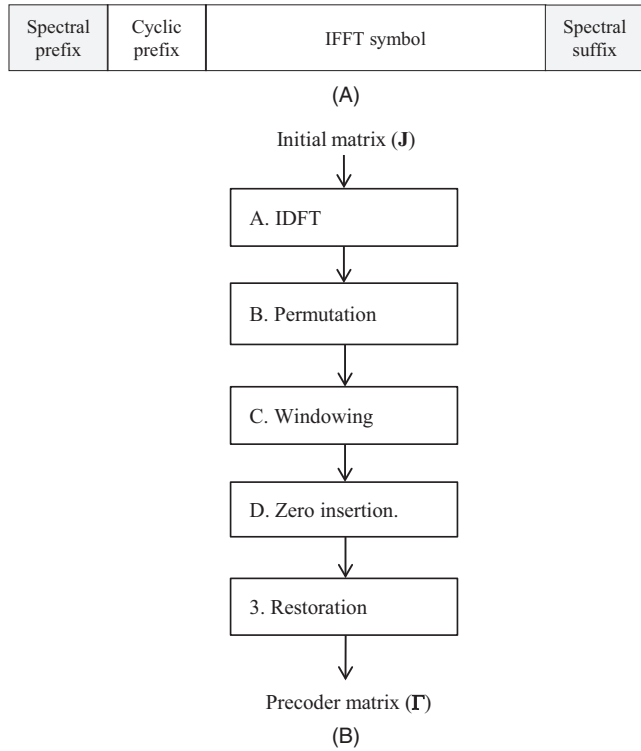 Spectral prefix
Cyclic prefix
IFFT symbol
Spectral suffix
(A)
Initial matrix (J)
A. IDFT
B. Permutation
C. Windowing
D. Zero insertion.
3. Restoration
Precoder matrix (Γ)
(B)